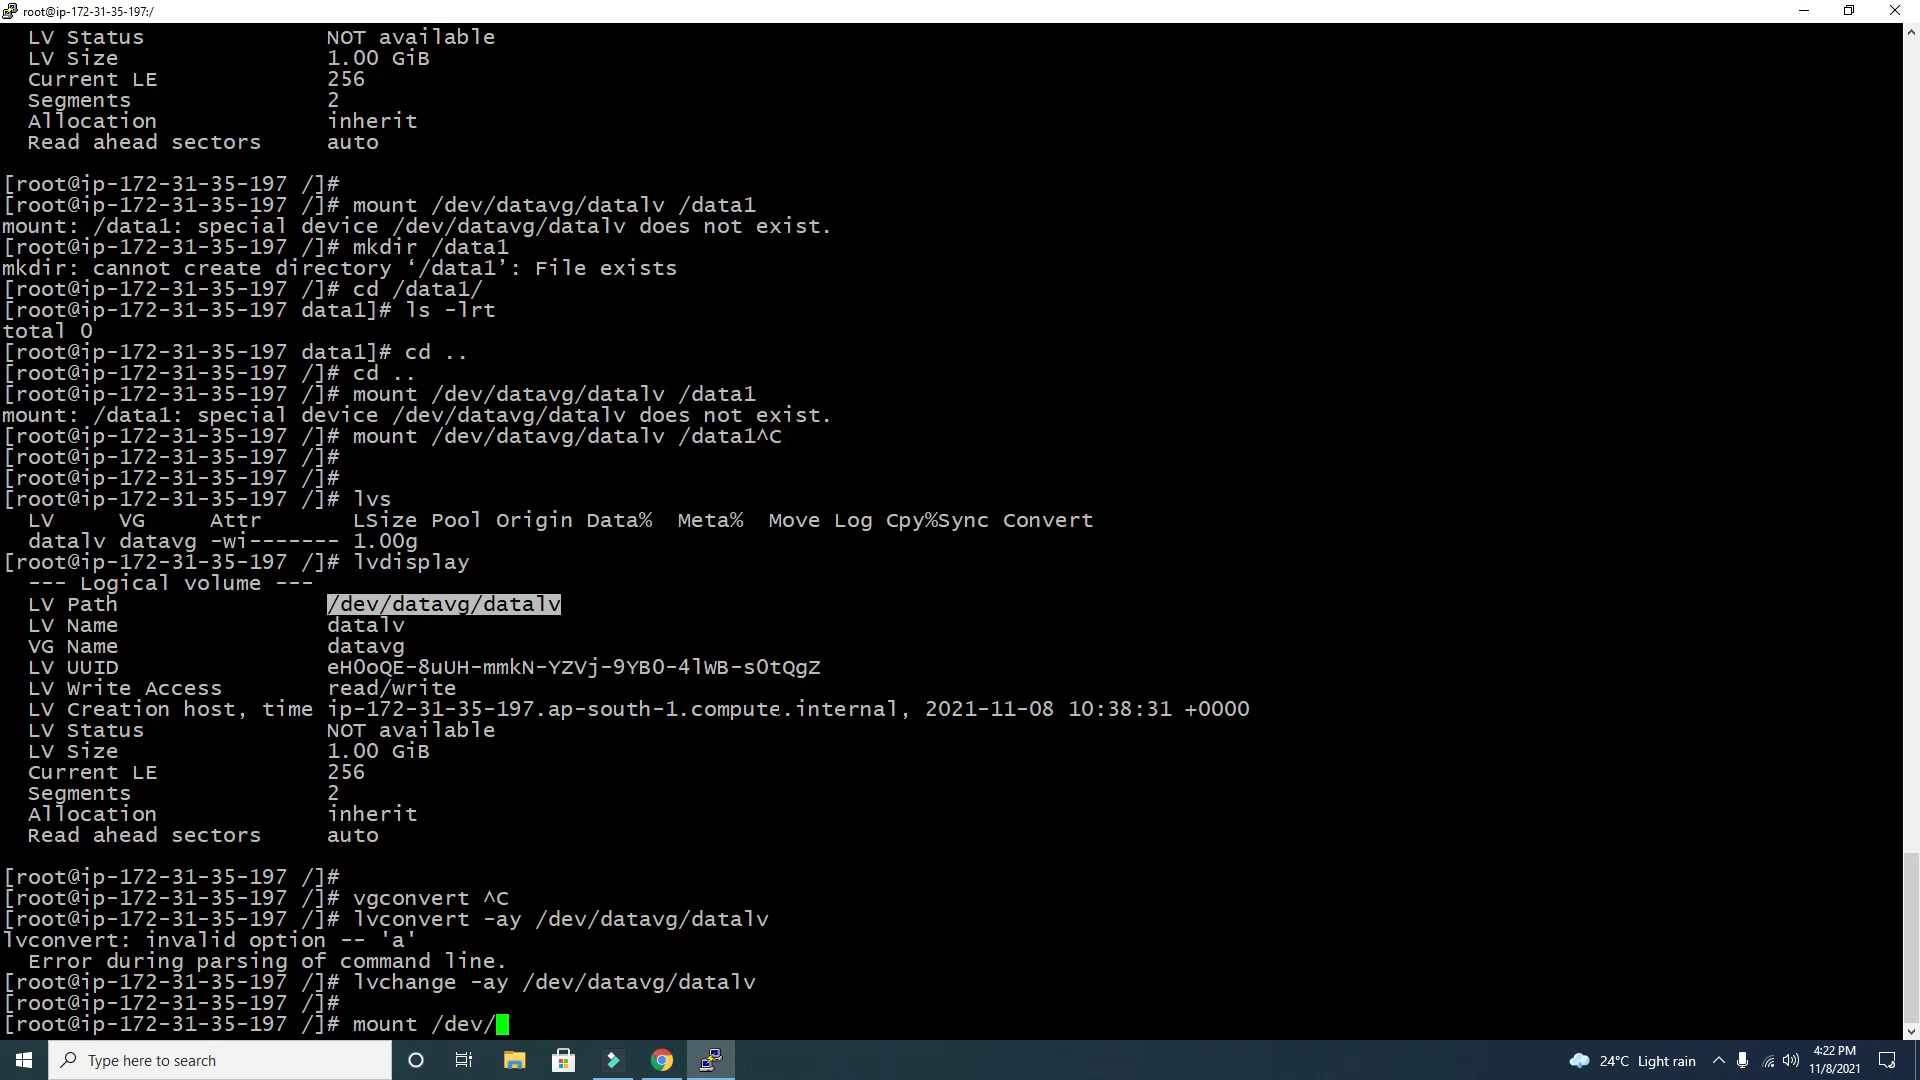 root@ip-172-31-35-197:/
LV Status NOT available
LV Size 1.00 GiB
Current LE 256
Segments 2
Allocation inherit
Read ahead sectors auto
[root@ip-172-31-35-197 /]#
[root@ip-172-31-35-197 /]# mount /dev/datavg/datalv /data1
mount: /data1: special device /dev/datavg/datalv does not exist.
[root@ip-172-31-35-197 /]# mkdir /data1
mkdir: cannot create directory ‘/data1’: File exists
[root@ip-172-31-35-197 /]# cd /data1/
[root@ip-172-31-35-197 data1]# ls -lrt
total 0
[root@ip-172-31-35-197 data1]# cd ..
[root@ip-172-31-35-197 /]# cd ..
[root@ip-172-31-35-197 /]# mount /dev/datavg/datalv /data1
mount: /data1: special device /dev/datavg/datalv does not exist.
[root@ip-172-31-35-197 /]# mount /dev/datavg/datalv /data1^C
[root@ip-172-31-35-197 /]#
[root@ip-172-31-35-197 /]#
[root@ip-172-31-35-197 /]# lvs
LV VG Attr LSize Pool Origin Data% Meta% Move Log Cpy%Sync Convert
datalv datavg -wi------- 1.00g
[root@ip-172-31-35-197 /]# lvdisplay
--- Logical volume ---
LV Path /dev/datavg/datalv
LV Name datalv
VG Name datavg
LV UUID eH0oQE-8uUH-mmkN-YZVj-9YBO-4lWB-s0tQgZ
LV Write Access read/write
LV Creation host, time ip-172-31-35-197.ap-south-1.compute.internal, 2021-11-08 10:38:31 +0000
LV Status NOT available
LV Size 1.00 GiB
Current LE 256
Segments 2
Allocation inherit
Read ahead sectors auto
[root@ip-172-31-35-197 /]#
[root@ip-172-31-35-197 /]# vgconvert ^C
[root@ip-172-31-35-197 /]# lvconvert -ay /dev/datavg/datalv
lvconvert: invalid option -- 'a'
Error during parsing of command line.
[root@ip-172-31-35-197 /]# lvchange -ay /dev/datavg/datalv
[root@ip-172-31-35-197 /]#
[root@ip-172-31-35-197 /]# mount /dev/
Type here to search
24°C Light rain
4:22 PM
11/8/2021